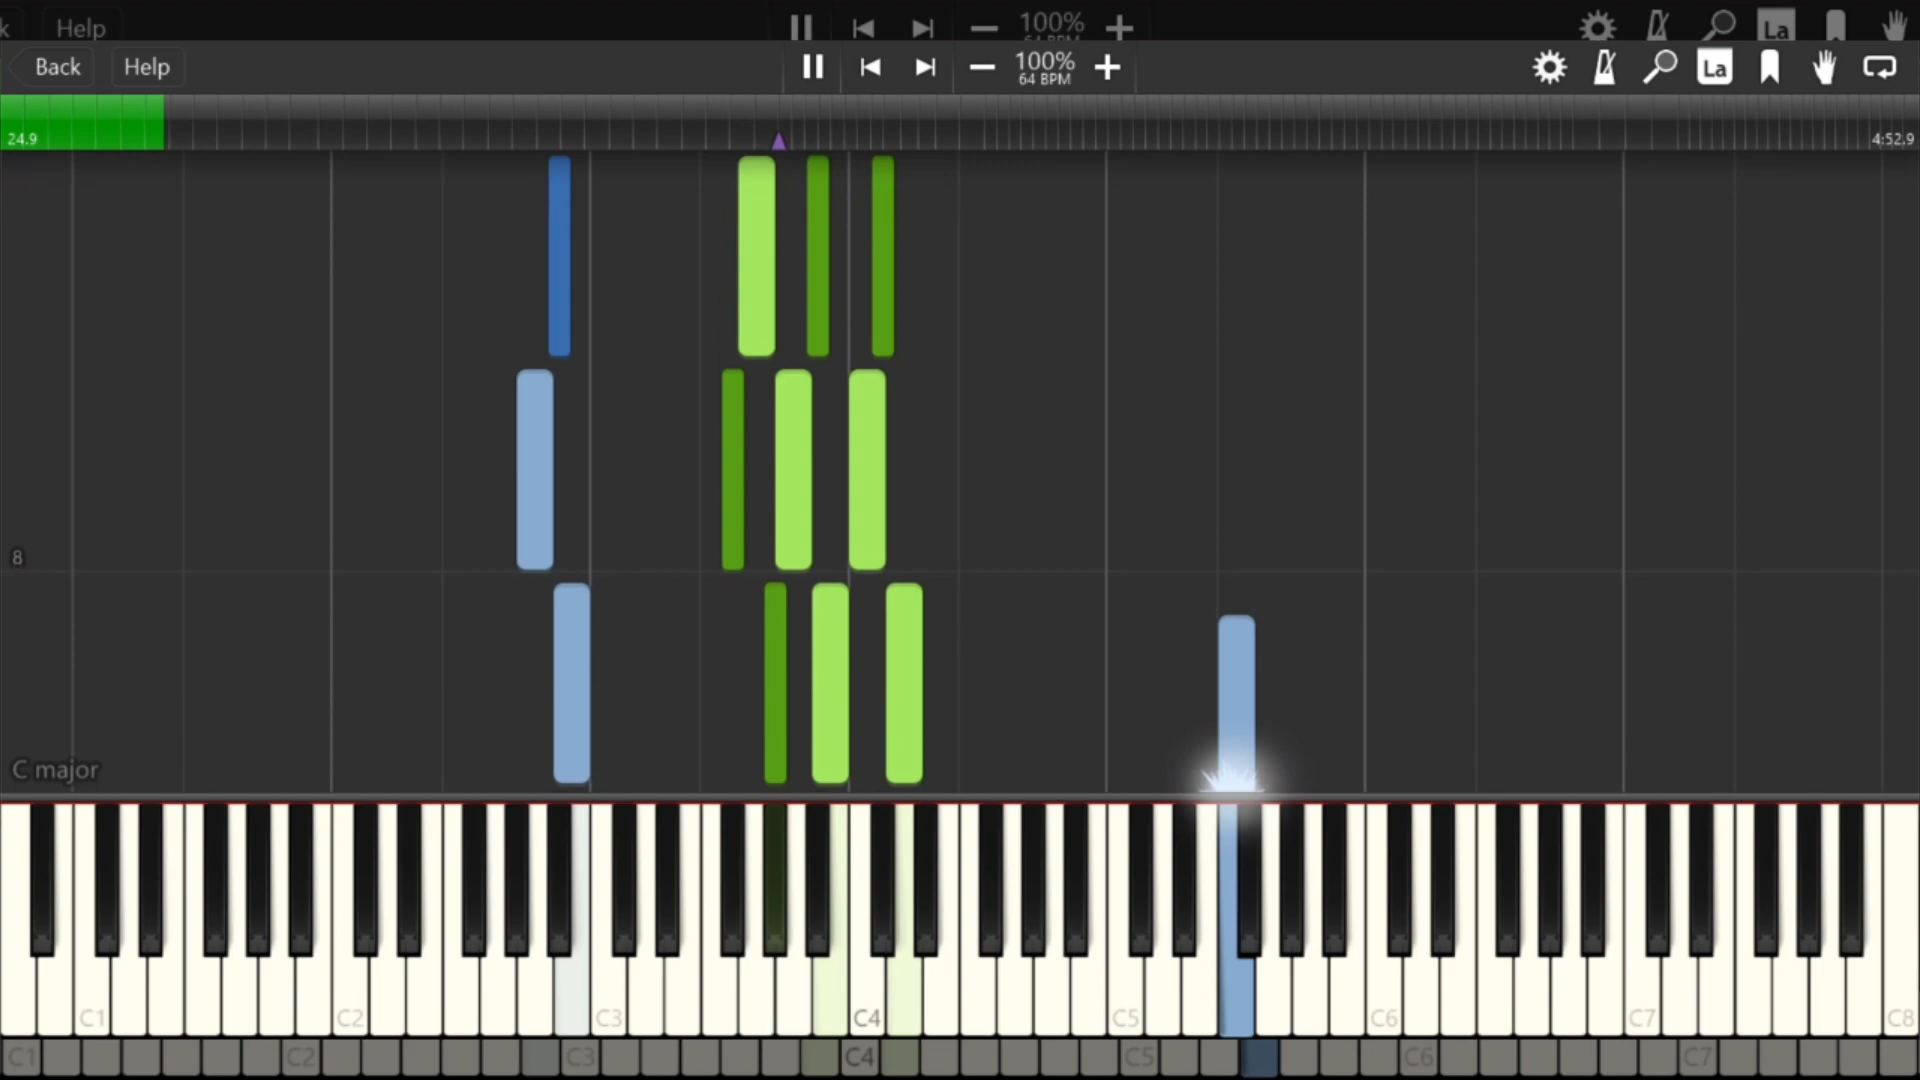 k Help 100% La
64 BPM
Back Help 100% La
64 BPM
24.9 4:52.9
8
C major
C1 C2 C3 C4 C5 C6 C7 C8
C1 C2 C3 C4 C5 C6 C7